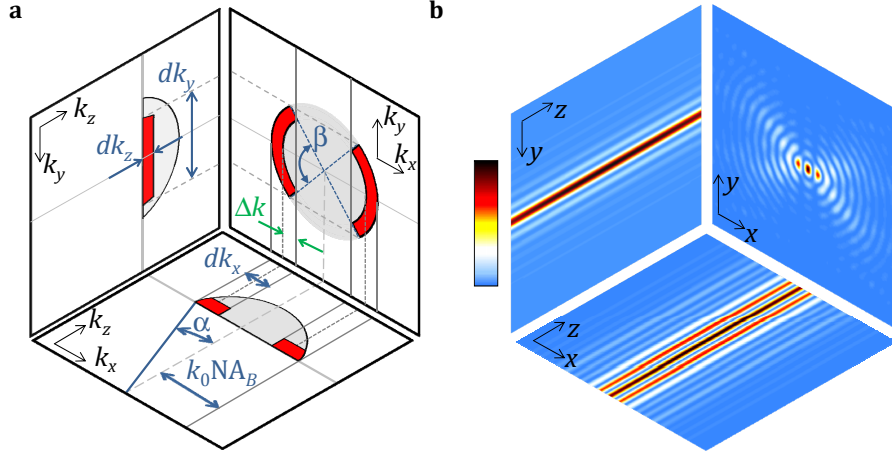 a
b
k_z
k_y
dk_y
dk_z
β
k_y
k_x
Δk
dk_x
α
k_z
k_x
k_0NA_B
z
y
y
x
z
x